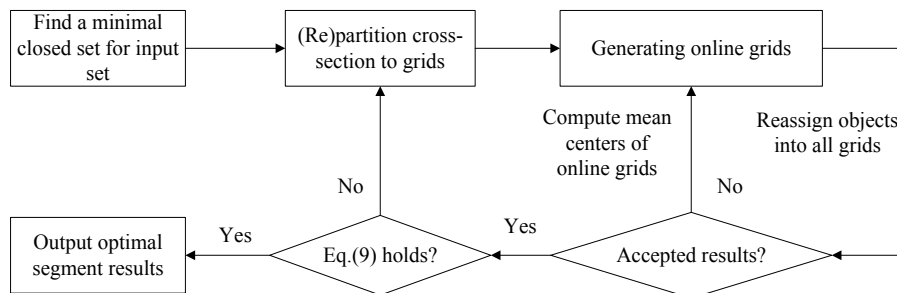 Find a minimal
closed set for input
set
(Re)partition cross-
section to grids
Generating online grids
Compute mean
centers of
online grids
Reassign objects
into all grids
No
No
Output optimal
segment results
Yes
Eq.(9) holds?
Yes
Accepted results?